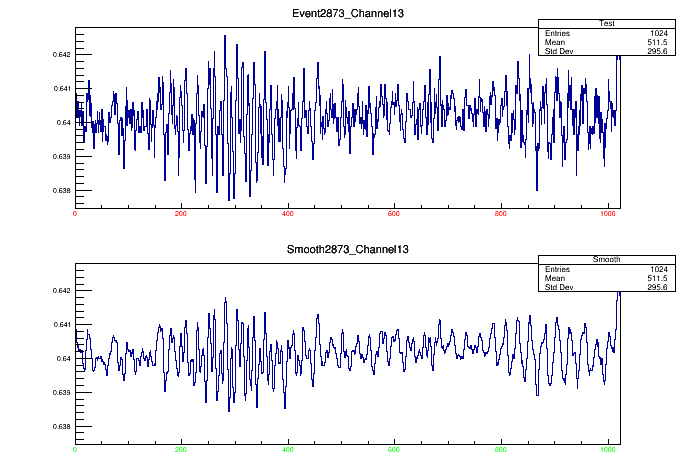 Event2873_Channel13
Test
Entries 1024
Mean 511.5
Std Dev 295.6
0.642
0.641
0.64
0.639
0.638
0 200 400 600 800 1000
Smooth2873_Channel13
Smooth
Entries 1024
Mean 511.5
Std Dev 295.6
0.642
0.641
0.64
0.639
0.638
0 200 400 600 800 1000